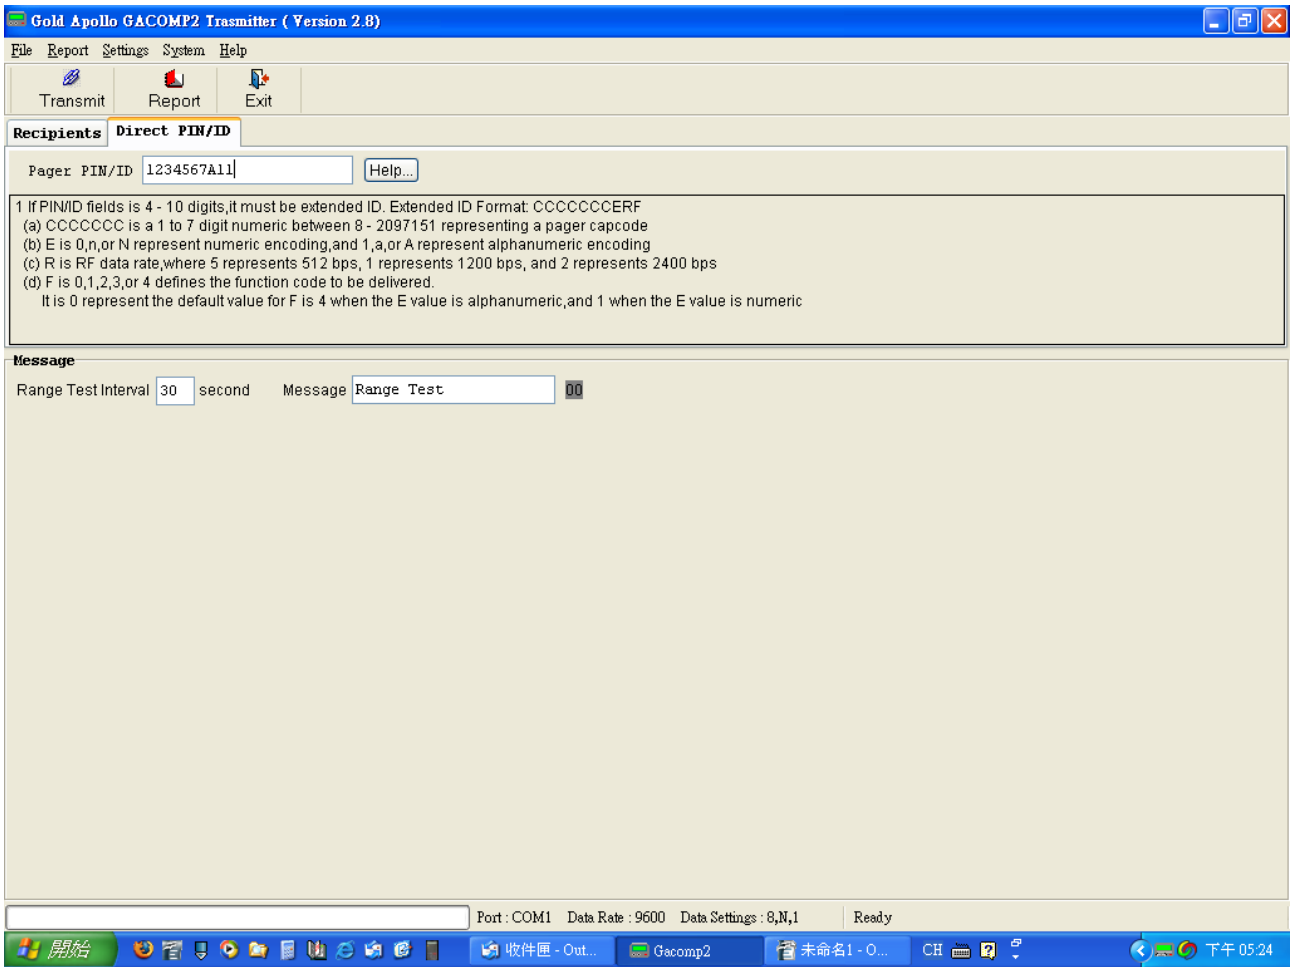 Gold Apollo GACOMP2 Trasmitter ( Version 2.8)
File Report Settings System Help
Transmit Report Exit
Recipients Direct PIN/ID
Pager PIN/ID 1234567A11 Help...
1 If PIN/ID fields is 4 - 10 digits,it must be extended ID. Extended ID Format: CCCCCCCERF
(a) CCCCCCC is a 1 to 7 digit numeric between 8 - 2097151 representing a pager capcode
(b) E is 0,n,or N represent numeric encoding,and 1,a,or A represent alphanumeric encoding
(c) R is RF data rate,where 5 represents 512 bps, 1 represents 1200 bps, and 2 represents 2400 bps
(d) F is 0,1,2,3,or 4 defines the function code to be delivered.
It is 0 represent the default value for F is 4 when the E value is alphanumeric,and 1 when the E value is numeric
Message
Range Test Interval 30 second Message Range Test 00
Port : COM1 Data Rate : 9600 Data Settings : 8,N,1 Ready
開始 收件匣 - Out... Gacomp2 未命名1 - O... CH 下午 05:24